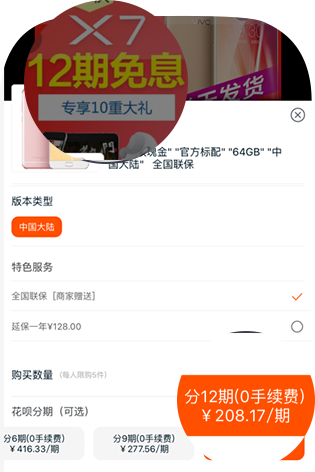 X7
12期免息
专享10重大礼
天发货
现金" "官方标配" "64GB" "中
国大陆" 全国联保
版本类型
中国大陆
特色服务
全国联保［商家赠送］
延保一年¥128.00
购买数量（每人限购5件）
花呗分期（可选）
分6期(0手续费)
¥416.33/期
分9期(0手续费)
¥277.56/期
分12期(0手续费)
¥208.17/期